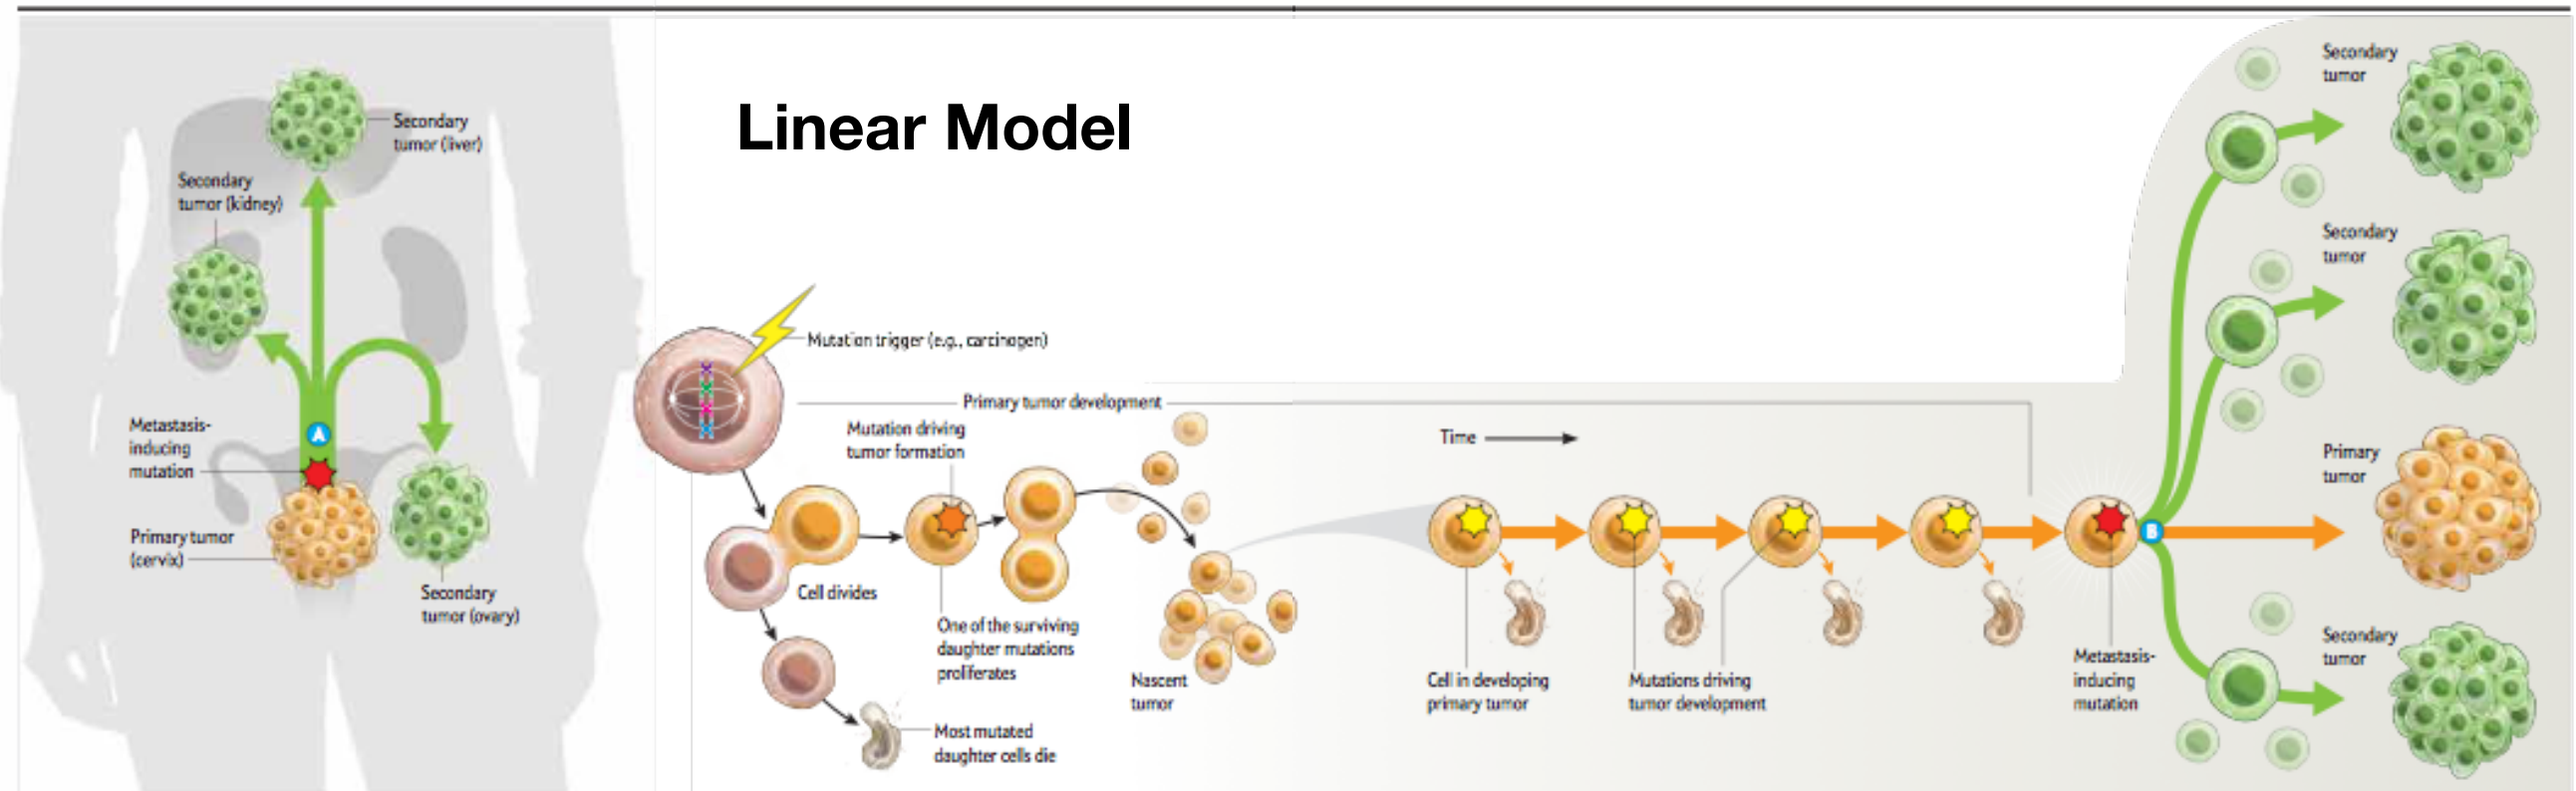 Secondary
tumor (liver)
Secondary
tumor (kidney)
Metastasis-
inducing
mutation
A
Primary tumor
(cervix)
Secondary
tumor (ovary)
Linear Model
Mutation trigger (e.g., carcinogen)
Primary tumor development
Mutation driving
tumor formation
Cell divides
One of the surviving
daughter mutations
proliferates
Most mutated
daughter cells die
Nascent
tumor
Time
Cell in developing
primary tumor
Mutations driving
tumor development
Metastasis-
inducing
mutation
B
Secondary
tumor
Secondary
tumor
Primary
tumor
Secondary
tumor